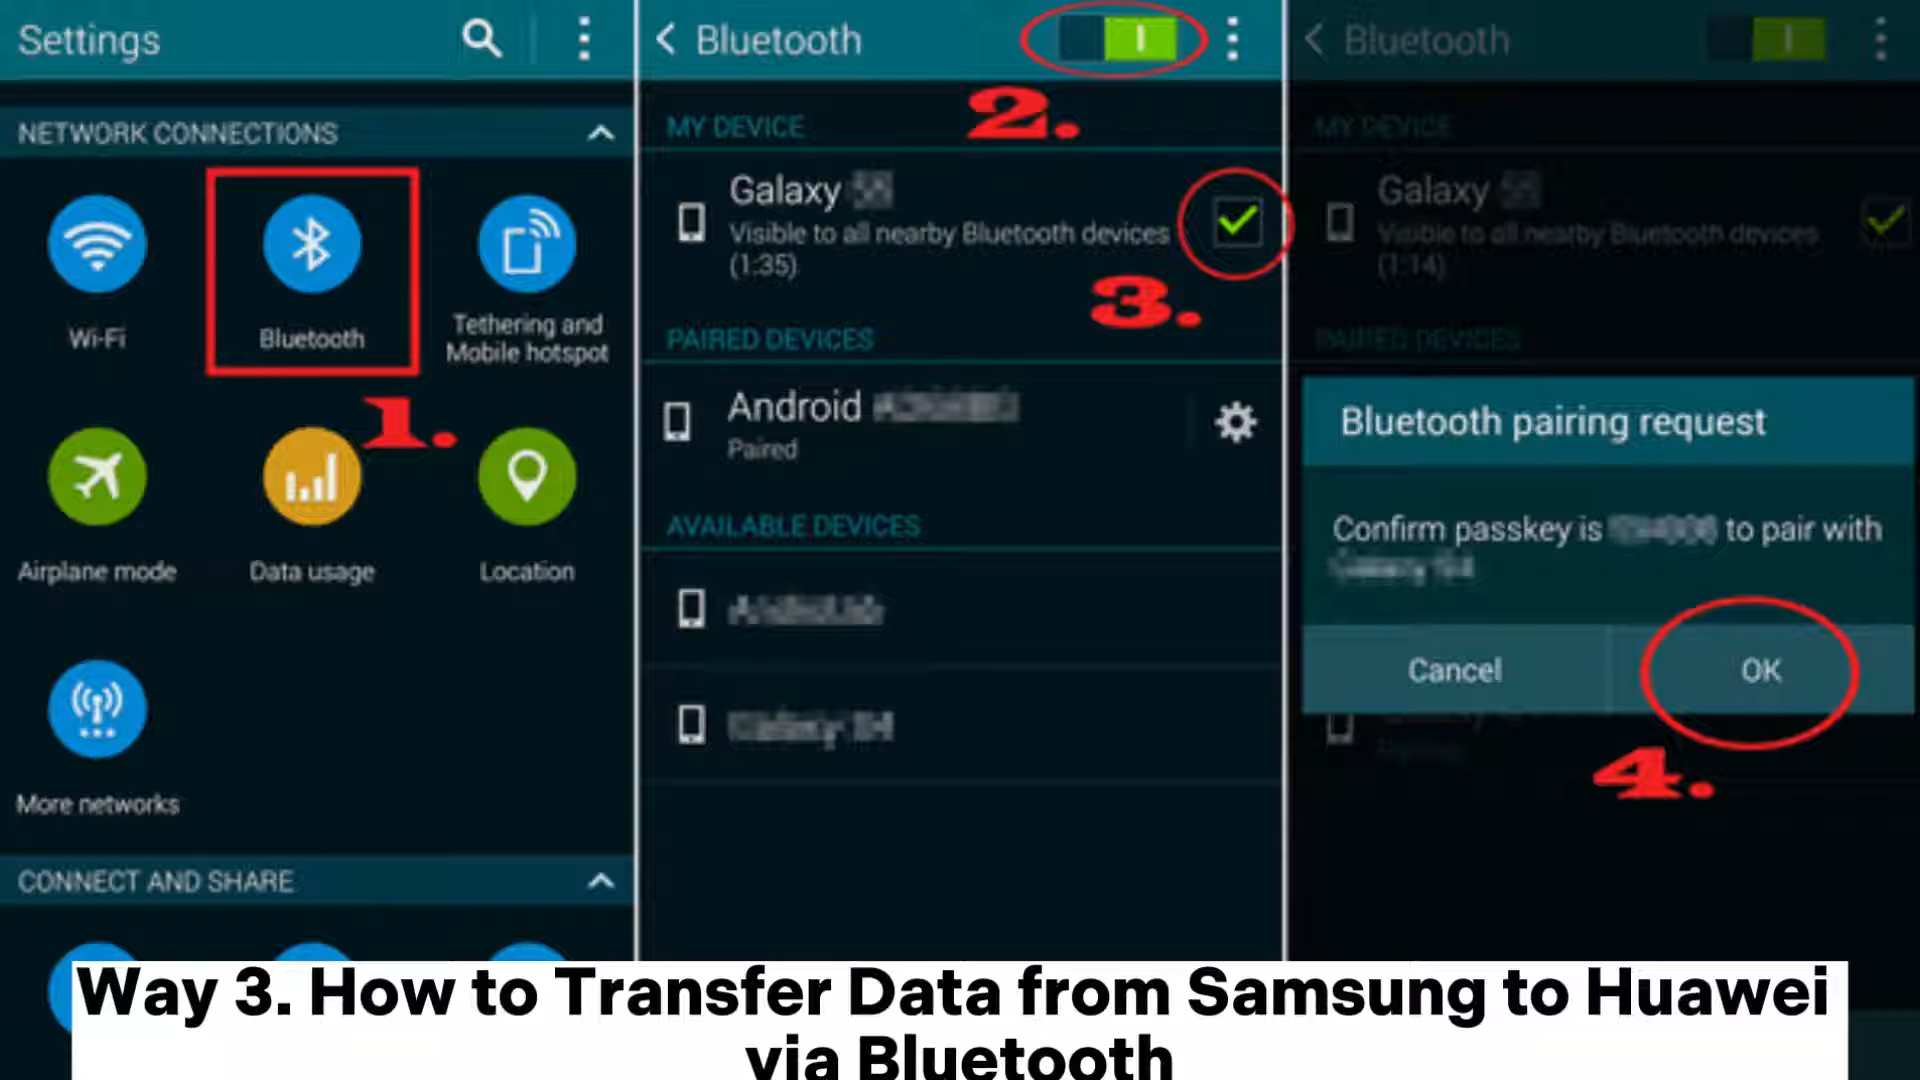 Settings
NETWORK CONNECTIONS
Wi-Fi
Bluetooth
Tethering and
Mobile hotspot
1.
Airplane mode
Data usage
Location
More networks
CONNECT AND SHARE
Bluetooth
2.
MY DEVICE
Galaxy
Visible to all nearby Bluetooth devices
(1:35)
3.
PAIRED DEVICES
Android
Paired
AVAILABLE DEVICES
Bluetooth
MY DEVICE
Galaxy
Visible to all nearby Bluetooth devices
(1:14)
PAIRED DEVICES
Bluetooth pairing request
Confirm passkey is to pair with
Cancel
OK
4.
Way 3. How to Transfer Data from Samsung to Huawei
via Bluetooth